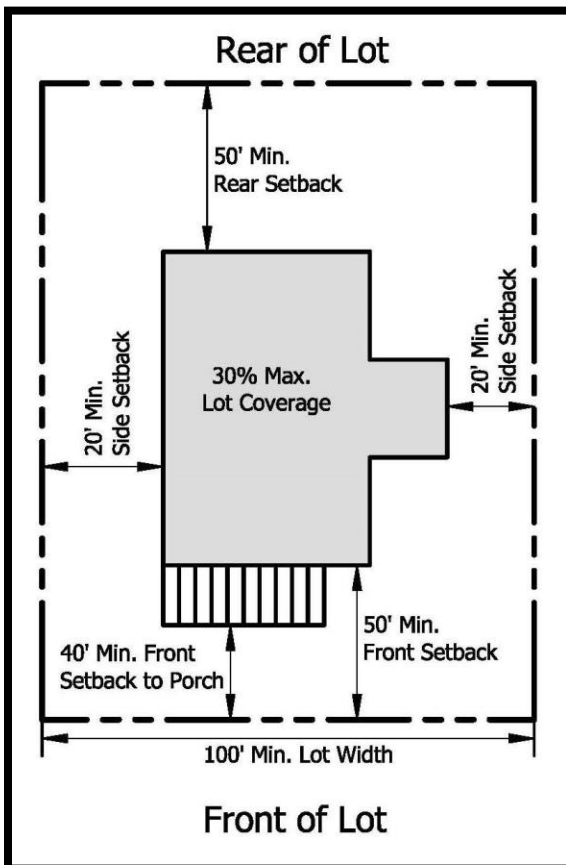 Rear of Lot
50' Min.
Rear Setback
30% Max.
Lot Coverage
20' Min.
Side Setback
20' Min.
Side Setback
40' Min. Front
Setback to Porch
50' Min.
Front Setback
100' Min. Lot Width
Front of Lot